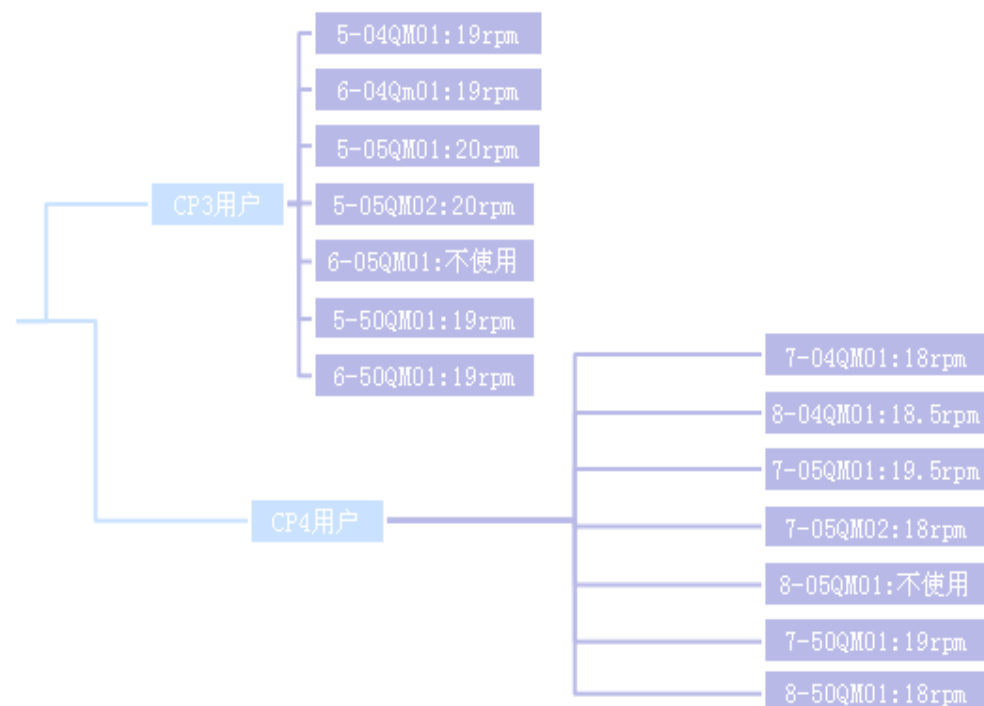 5-04QM01:19rpm
6-04Qm01:19rpm
5-05QM01:20rpm
CP3用户
5-05QM02:20rpm
6-05QM01:不使用
5-50QM01:19rpm
6-50QM01:19rpm
7-04QM01:18rpm
8-04QM01:18.5rpm
7-05QM01:19.5rpm
CP4用户
7-05QM02:18rpm
8-05QM01:不使用
7-50QM01:19rpm
8-50QM01:18rpm